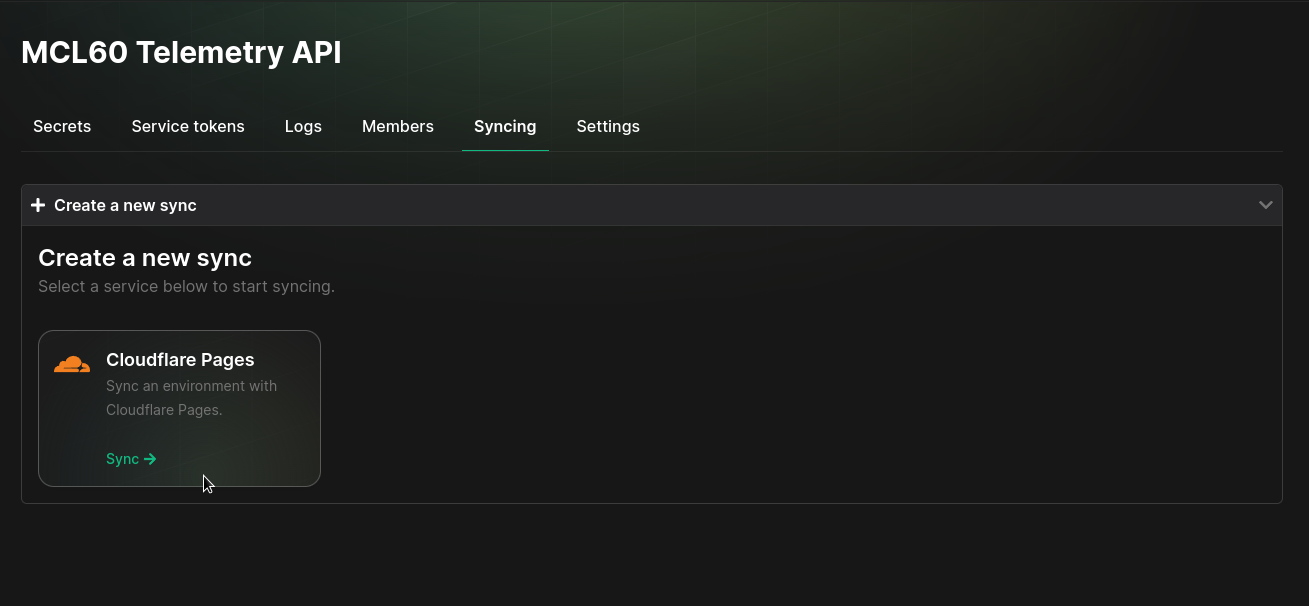 MCL60 Telemetry API
Secrets Service tokens Logs Members Syncing Settings
Create a new sync
Create a new sync
Select a service below to start syncing.
Cloudflare Pages
Sync an environment with
Cloudflare Pages.
Sync